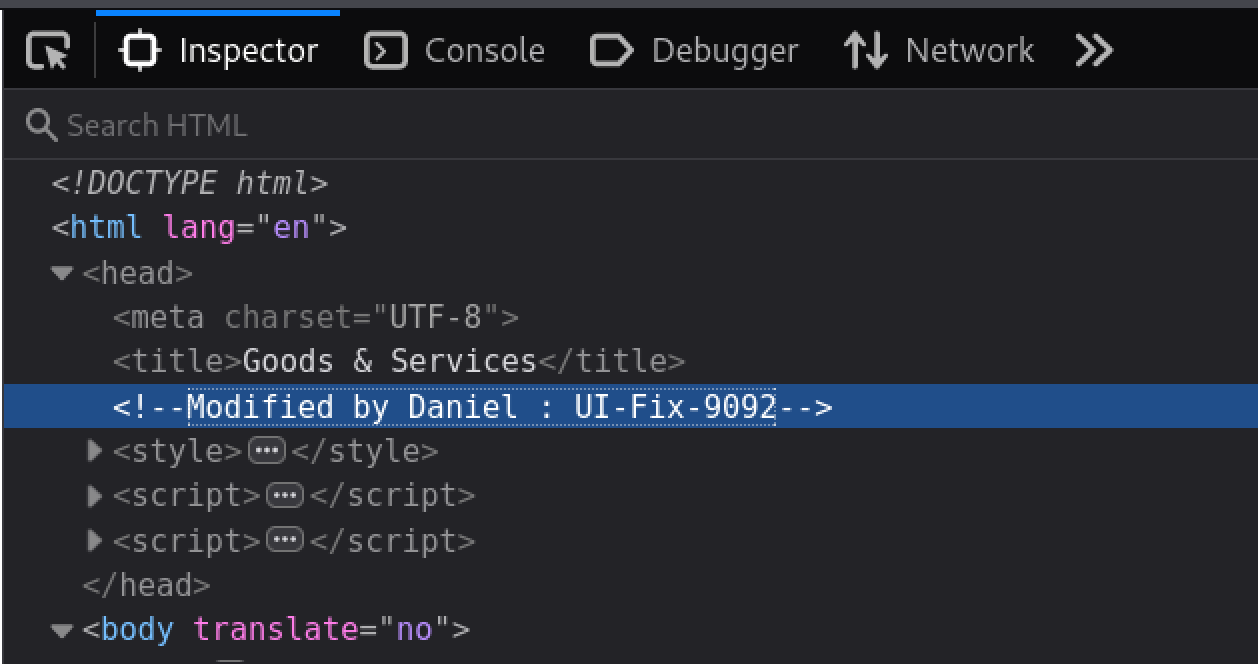 Inspector Console Debugger Network
Search HTML
<!DOCTYPE html>
<html lang="en">
<head>
<meta charset="UTF-8">
<title>Goods & Services</title>
<!--Modified by Daniel : UI-Fix-9092-->
<style>...</style>
<script>...</script>
<script>...</script>
</head>
<body translate="no">